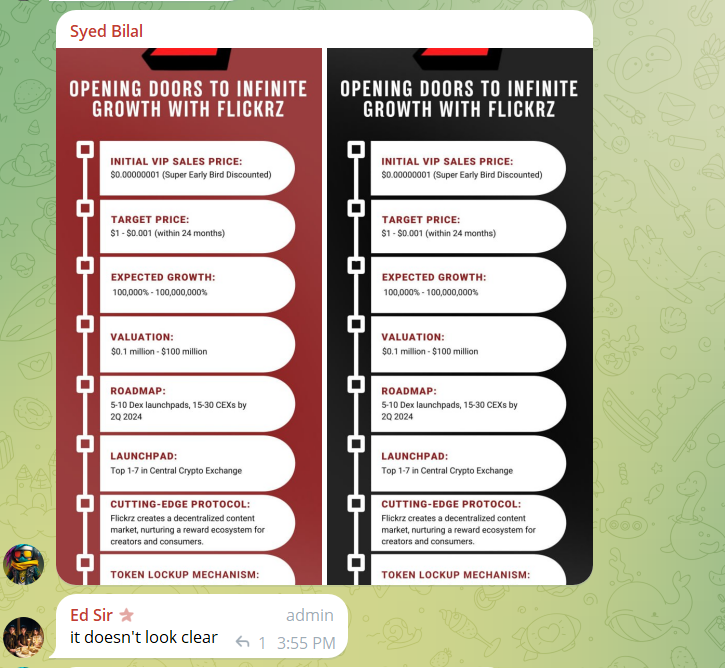 Syed Bilal
OPENING DOORS TO INFINITE
GROWTH WITH FLICKRZ
INITIAL VIP SALES PRICE:
$0.00000001 (Super Early Bird Discounted)
TARGET PRICE:
$1 - $0.001 (within 24 months)
EXPECTED GROWTH:
100,000% - 100,000,000%
VALUATION:
$0.1 million - $100 million
ROADMAP:
5-10 Dex launchpads, 15-30 CEXs by
2Q 2024
LAUNCHPAD:
Top 1-7 in Central Crypto Exchange
CUTTING-EDGE PROTOCOL:
Flickrz creates a decentralized content
market, nurturing a reward ecosystem for
creators and consumers.
TOKEN LOCKUP MECHANISM:
OPENING DOORS TO INFINITE
GROWTH WITH FLICKRZ
INITIAL VIP SALES PRICE:
$0.00000001 (Super Early Bird Discounted)
TARGET PRICE:
$1 - $0.001 (within 24 months)
EXPECTED GROWTH:
100,000% - 100,000,000%
VALUATION:
$0.1 million - $100 million
ROADMAP:
5-10 Dex launchpads, 15-30 CEXs by
2Q 2024
LAUNCHPAD:
Top 1-7 in Central Crypto Exchange
CUTTING-EDGE PROTOCOL:
Flickrz creates a decentralized content
market, nurturing a reward ecosystem for
creators and consumers.
TOKEN LOCKUP MECHANISM:
Ed Sir admin
it doesn't look clear 1 3:55 PM